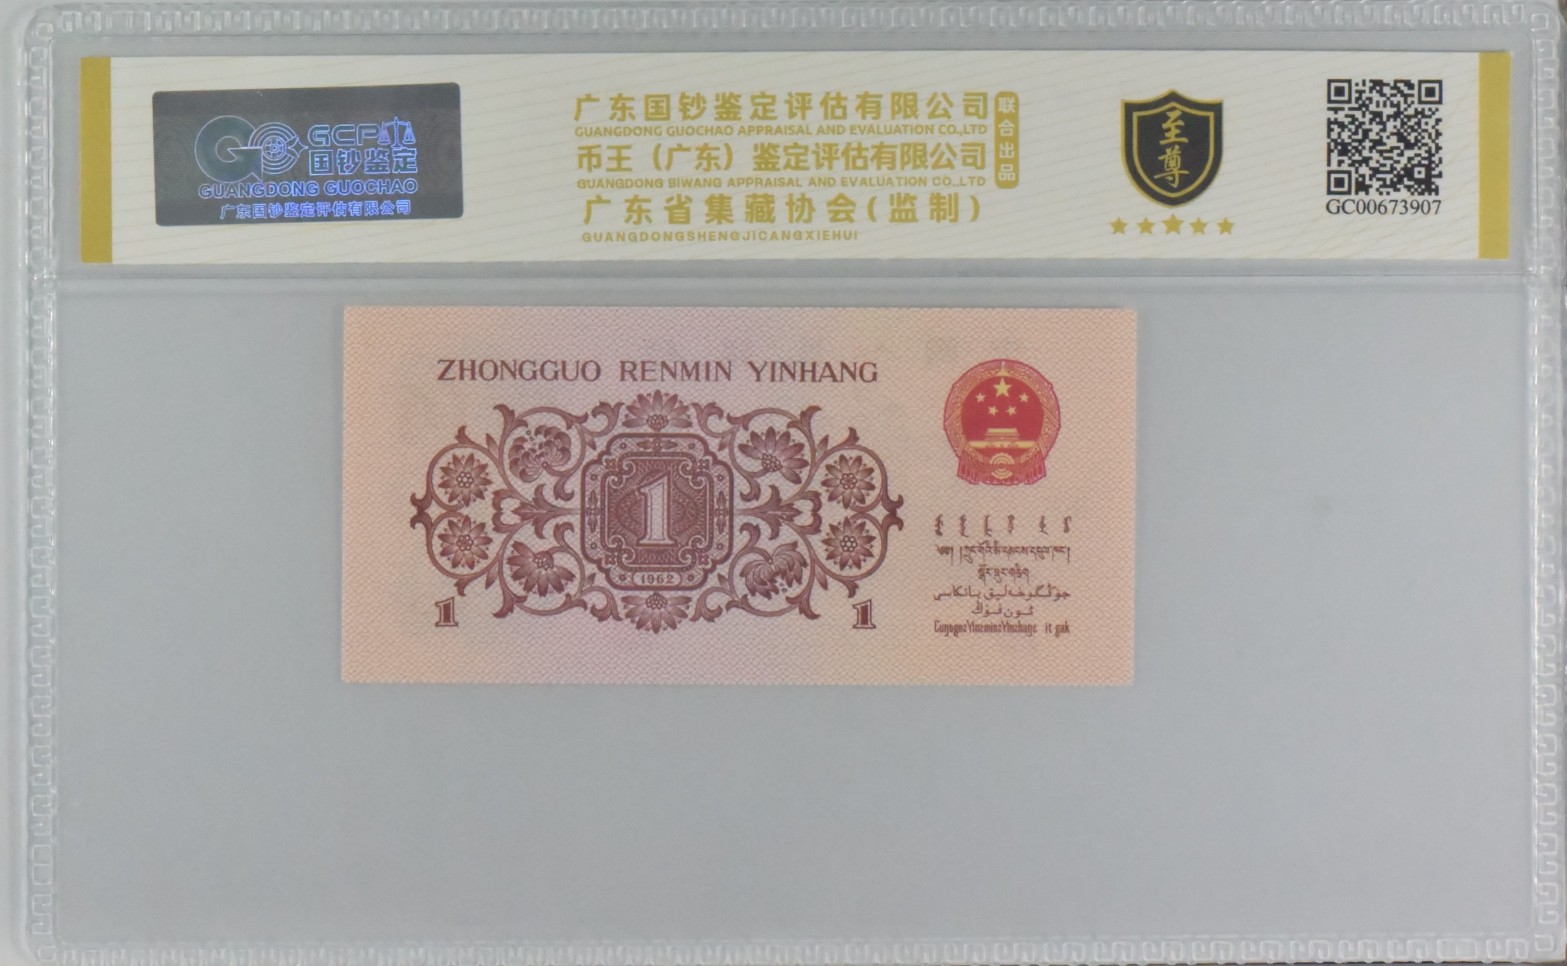 GCP
国钞鉴定
GUANGDONG GUOCHAO
广东国钞鉴定评估有限公司
广东国钞鉴定评估有限公司
GUANGDONG GUOCHAO APPRAISAL AND EVALUATION CO.,LTD
币王（广东）鉴定评估有限公司
GUANGDONG BIWANG APPRAISAL AND EVALUATION CO.,LTD
广东省集藏协会(监制)
GUANGDONGSHENGJICANGXIEHUI
联合出品
至尊
GC00673907
ZHONGGUO RENMIN YINHANG
1
1962
1
1
جۇڭگوخەلىق بانكاسى
ئون فۇڭ